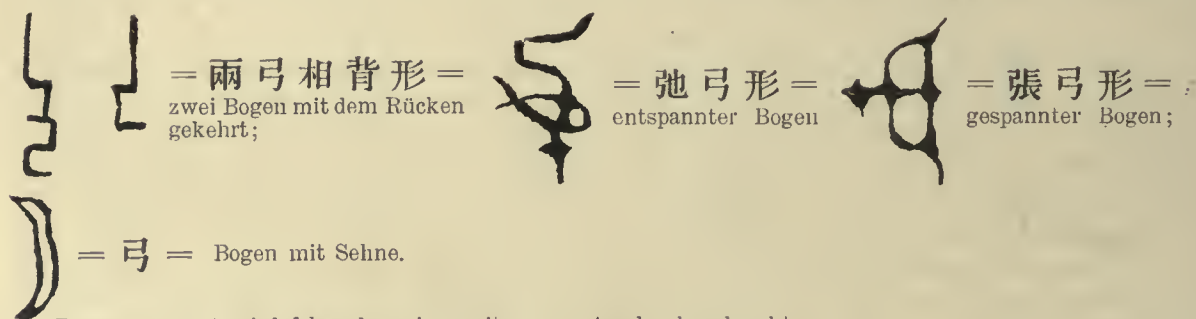 = 兩弓相背形 =
zwei Bogen mit dem Rücken
gekehrt;
= 弛弓形 =
entspannter Bogen
= 張弓形 =
gespannter Bogen;
= 弓 = Bogen mit Sehne.